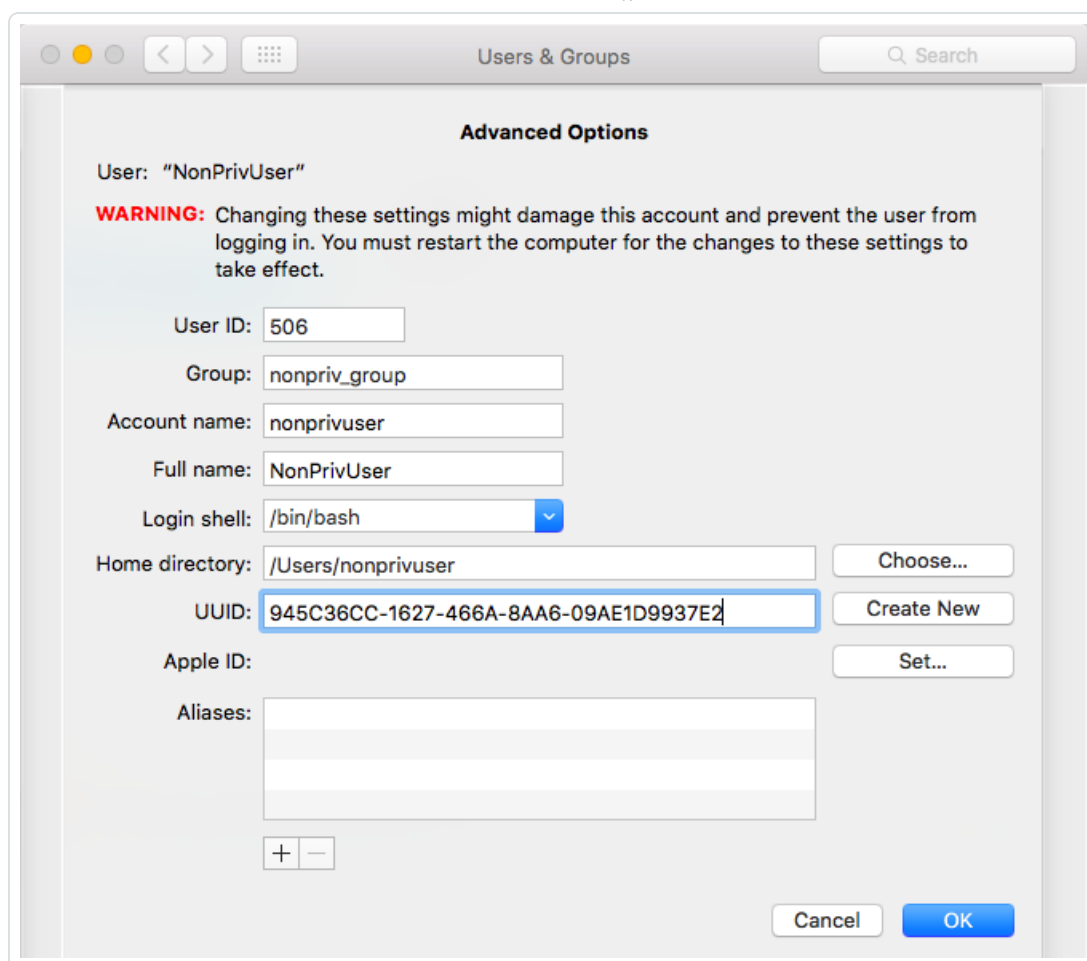 Users & Groups
Search
Advanced Options
User: “NonPrivUser”
WARNING: Changing these settings might damage this account and prevent the user from
logging in. You must restart the computer for the changes to these settings to
take effect.
User ID: 506
Group: nonpriv_group
Account name: nonprivuser
Full name: NonPrivUser
Login shell: /bin/bash
Home directory: /Users/nonprivuser Choose...
UUID: 945C36CC-1627-466A-8AA6-09AE1D9937E2 Create New
Apple ID: Set...
Aliases:
Cancel OK